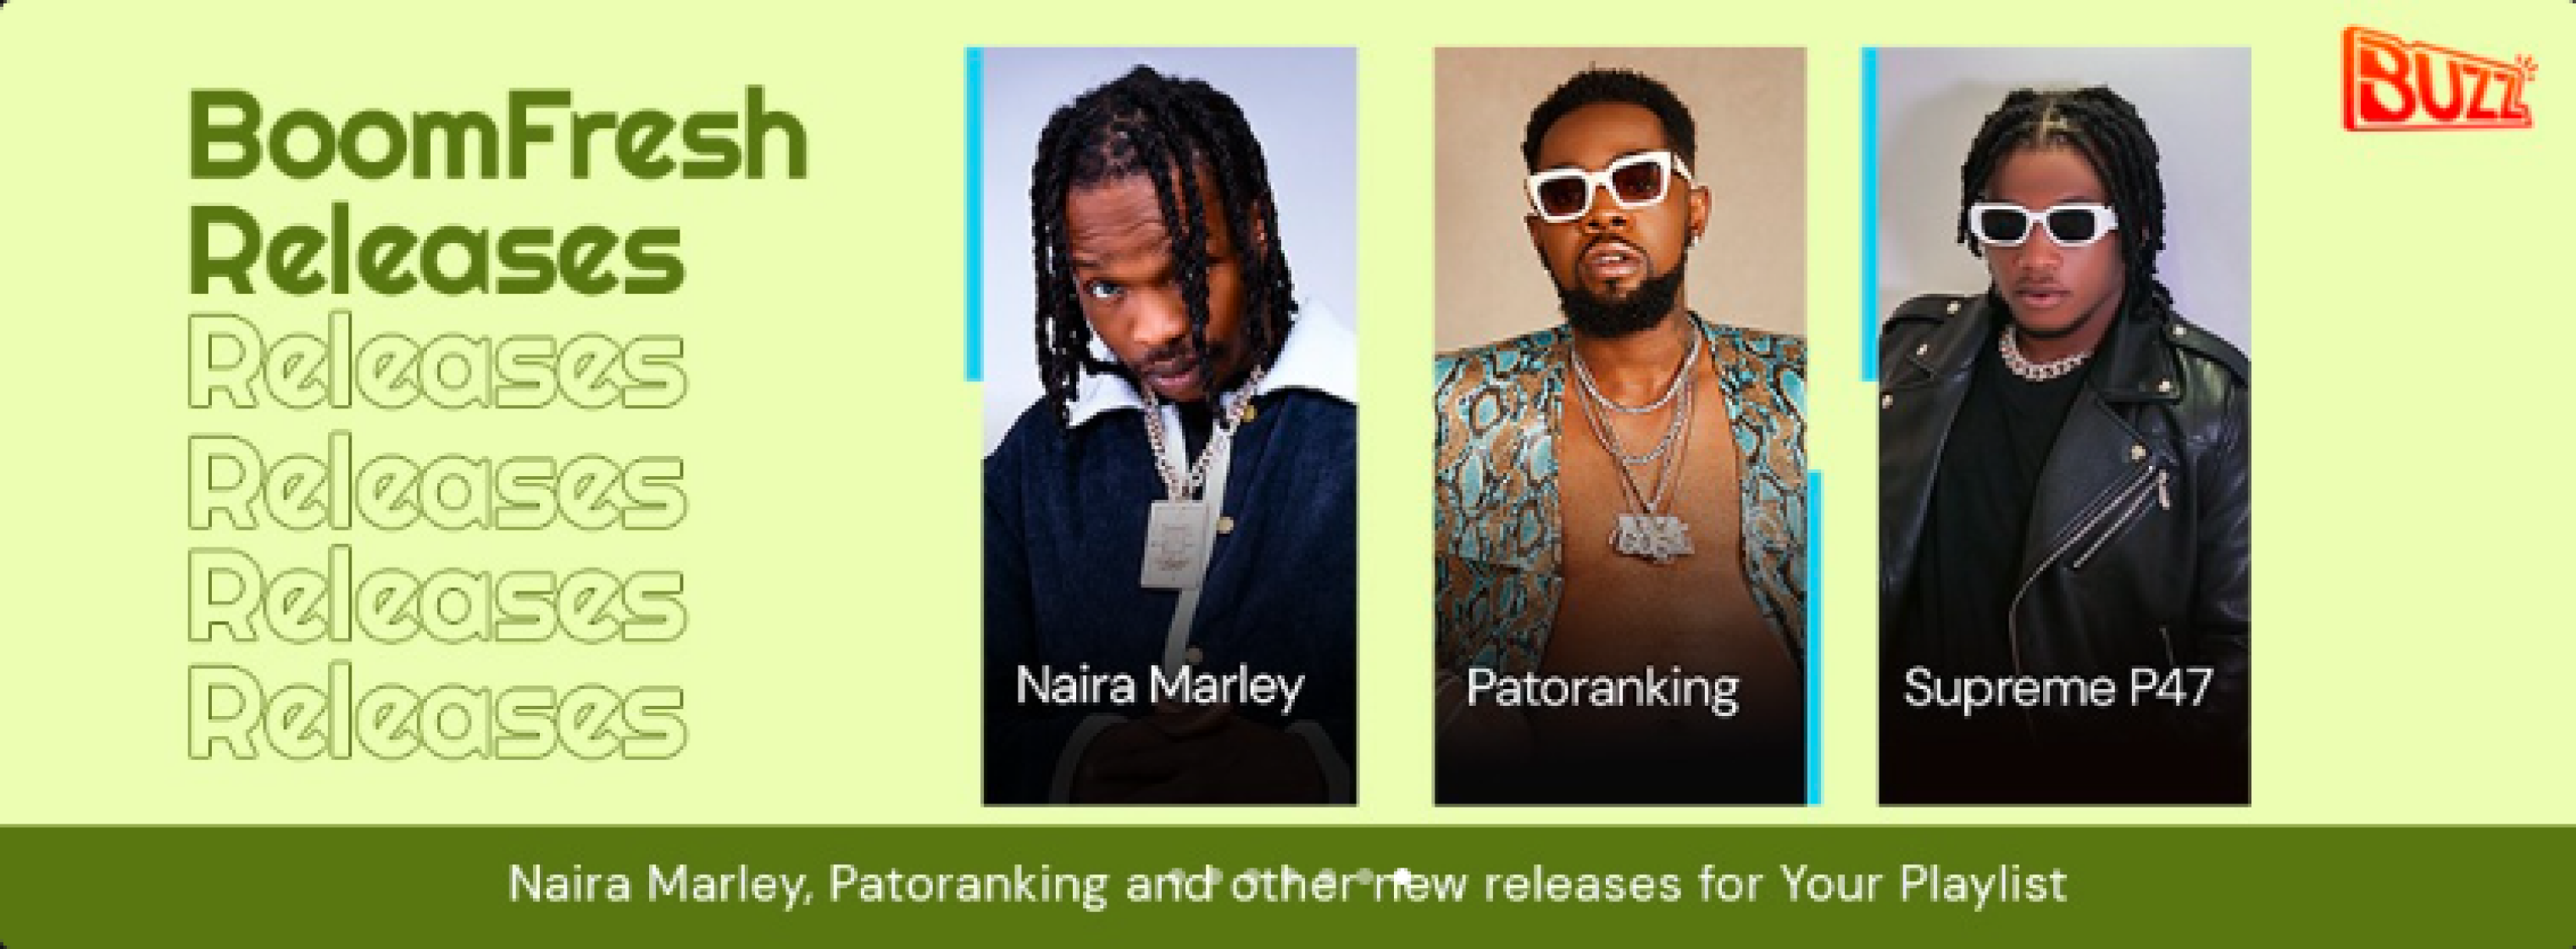 BoomFresh
Releases
Releases
Releases
Releases
Releases
Naira Marley
Patoranking
Supreme P47
BUZZ
Naira Marley, Patoranking and other new releases for Your Playlist